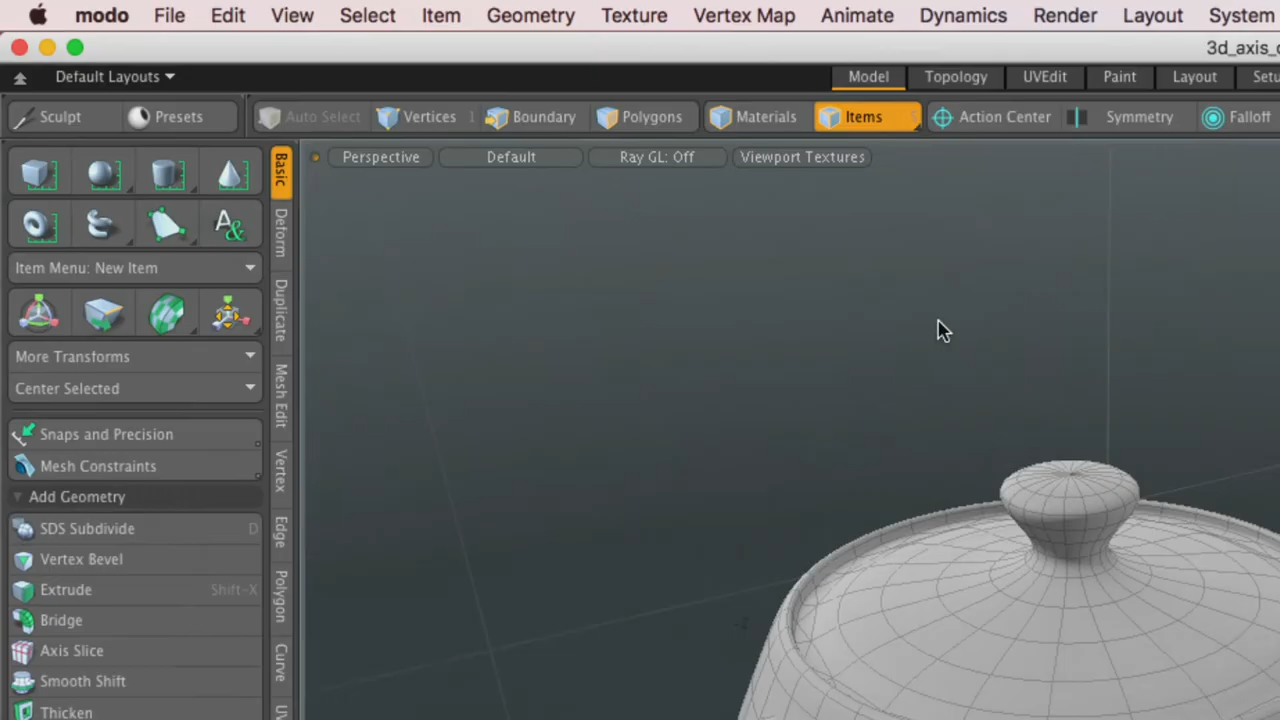 modo File Edit View Select Item Geometry Texture Vertex Map Animate Dynamics Render Layout System
3d_axis_
Default Layouts Model Topology UVEdit Paint Layout
Sculpt Presets Auto Select Vertices 1 Boundary Polygons Materials Items 5 Action Center Symmetry Falloff
Perspective Default Ray GL: Off Viewport Textures
Basic
Deform
Duplicate
Mesh Edit
Vertex
Edge
Polygon
Curve
UV
A&
Item Menu: New Item
More Transforms
Center Selected
Snaps and Precision
Mesh Constraints
Add Geometry
SDS Subdivide D
Vertex Bevel
Extrude Shift-X
Bridge
Axis Slice
Smooth Shift
Thicken